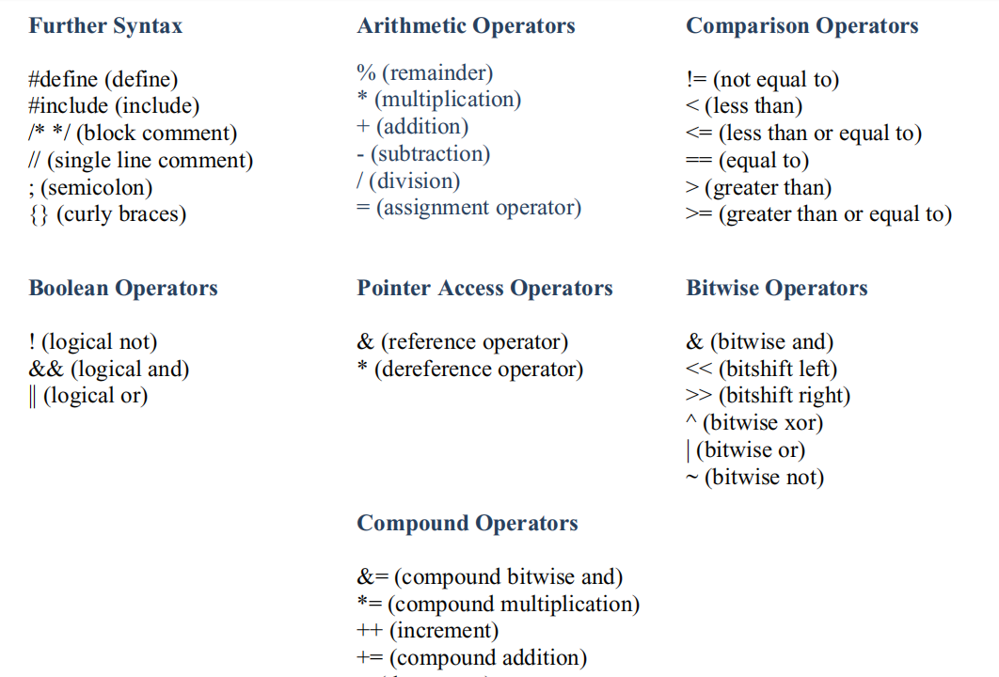 Further Syntax
#define (define)
#include (include)
/* */ (block comment)
// (single line comment)
; (semicolon)
{} (curly braces)
Arithmetic Operators
% (remainder)
* (multiplication)
+ (addition)
- (subtraction)
/ (division)
= (assignment operator)
Comparison Operators
!= (not equal to)
< (less than)
<= (less than or equal to)
== (equal to)
> (greater than)
>= (greater than or equal to)
Boolean Operators
! (logical not)
&& (logical and)
|| (logical or)
Pointer Access Operators
& (reference operator)
* (dereference operator)
Bitwise Operators
& (bitwise and)
<< (bitshift left)
>> (bitshift right)
^ (bitwise xor)
| (bitwise or)
~ (bitwise not)
Compound Operators
&= (compound bitwise and)
*= (compound multiplication)
++ (increment)
+= (compound addition)